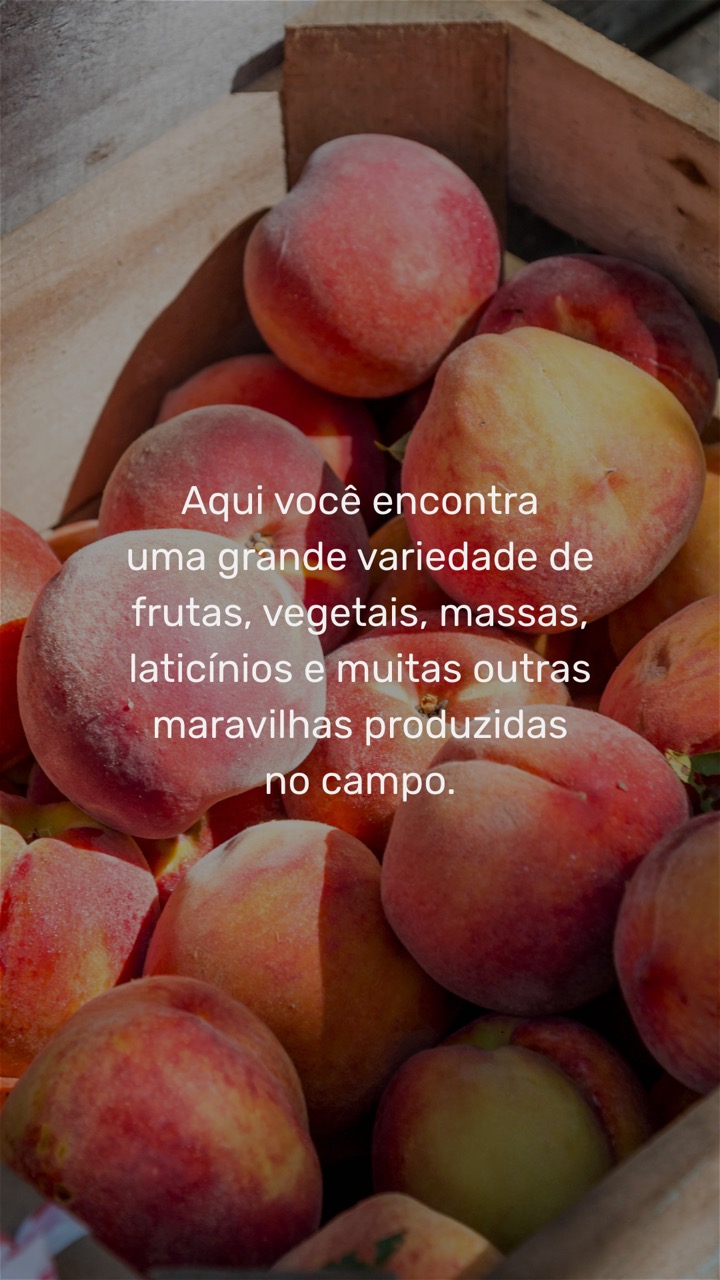 Aqui você encontra
uma grande variedade de
frutas, vegetais, massas,
laticínios e muitas outras
maravilhas produzidas
no campo.